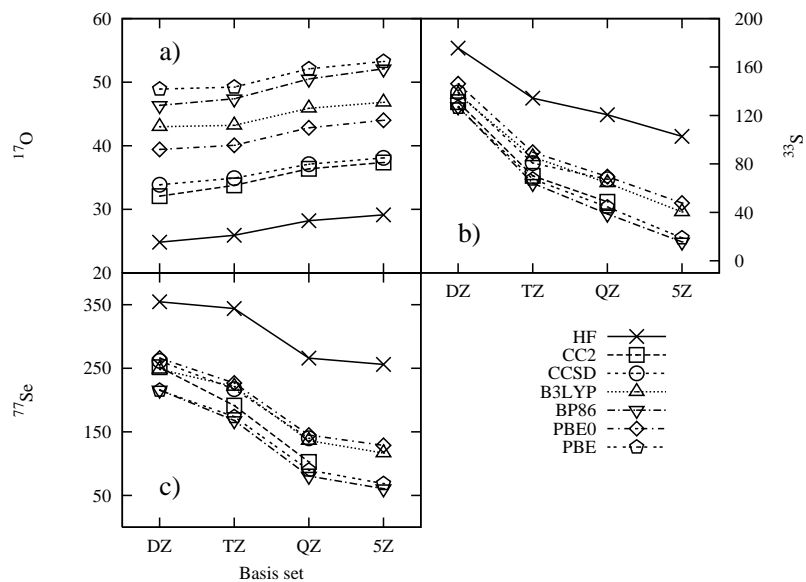 60
50
40
30
20
¹⁷O
a)
200
160
120
80
40
0
³³S
b)
DZ TZ QZ 5Z
350
250
150
50
⁷⁷Se
c)
DZ TZ QZ 5Z
Basis set
HF
CC2
CCSD
B3LYP
BP86
PBE0
PBE